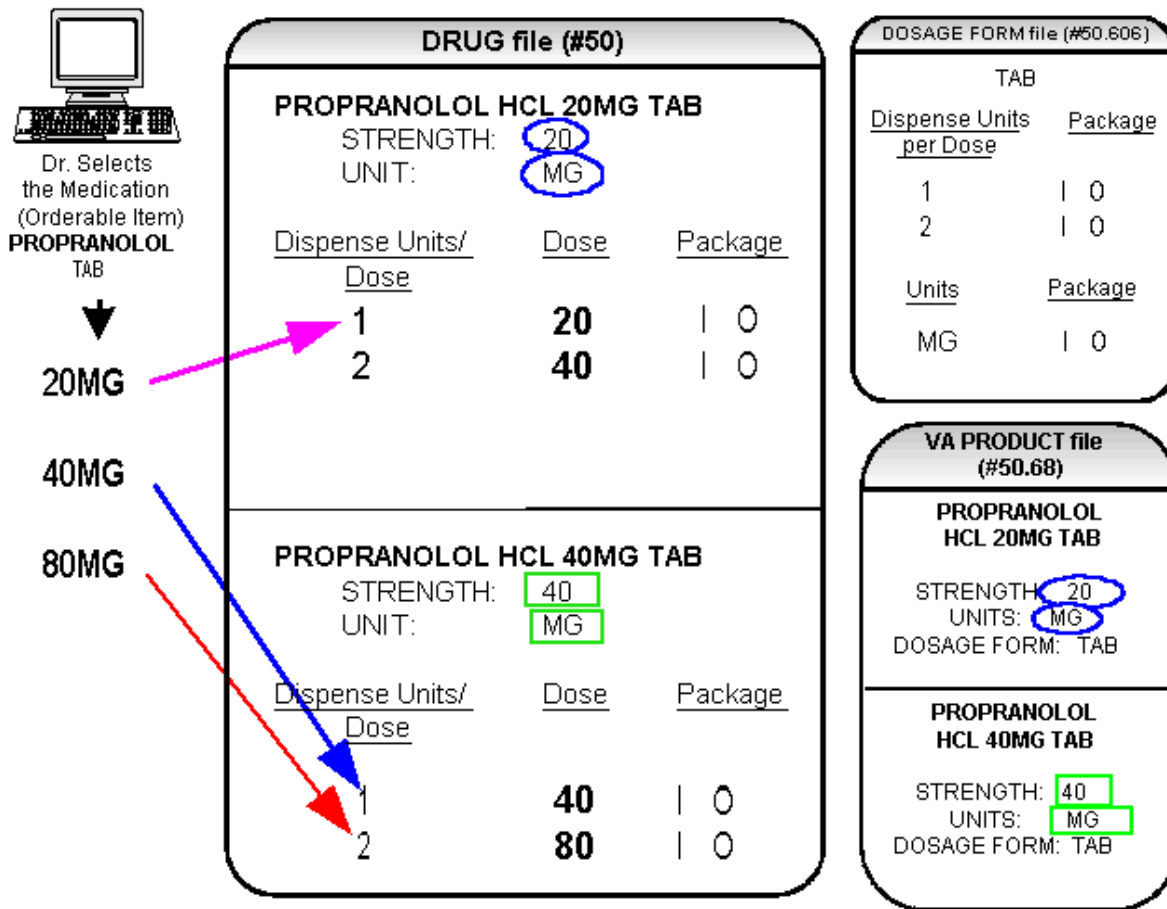 Dr. Selects
the Medication
(Orderable Item)
PROPRANOLOL
TAB
20MG
40MG
80MG
DRUG file (#50)
PROPRANOLOL HCL 20MG TAB
STRENGTH: 20
UNIT: MG
Dispense Units/ Dose Package
Dose
1 20 I O
2 40 I O
PROPRANOLOL HCL 40MG TAB
STRENGTH: 40
UNIT: MG
Dispense Units/ Dose Package
Dose
1 40 I O
2 80 I O
DOSAGE FORM file (#50.606)
TAB
Dispense Units Package
per Dose
1 I O
2 I O
Units Package
MG I O
VA PRODUCT file
(#50.68)
PROPRANOLOL
HCL 20MG TAB
STRENGTH 20
UNITS: MG
DOSAGE FORM: TAB
PROPRANOLOL
HCL 40MG TAB
STRENGTH: 40
UNITS: MG
DOSAGE FORM: TAB